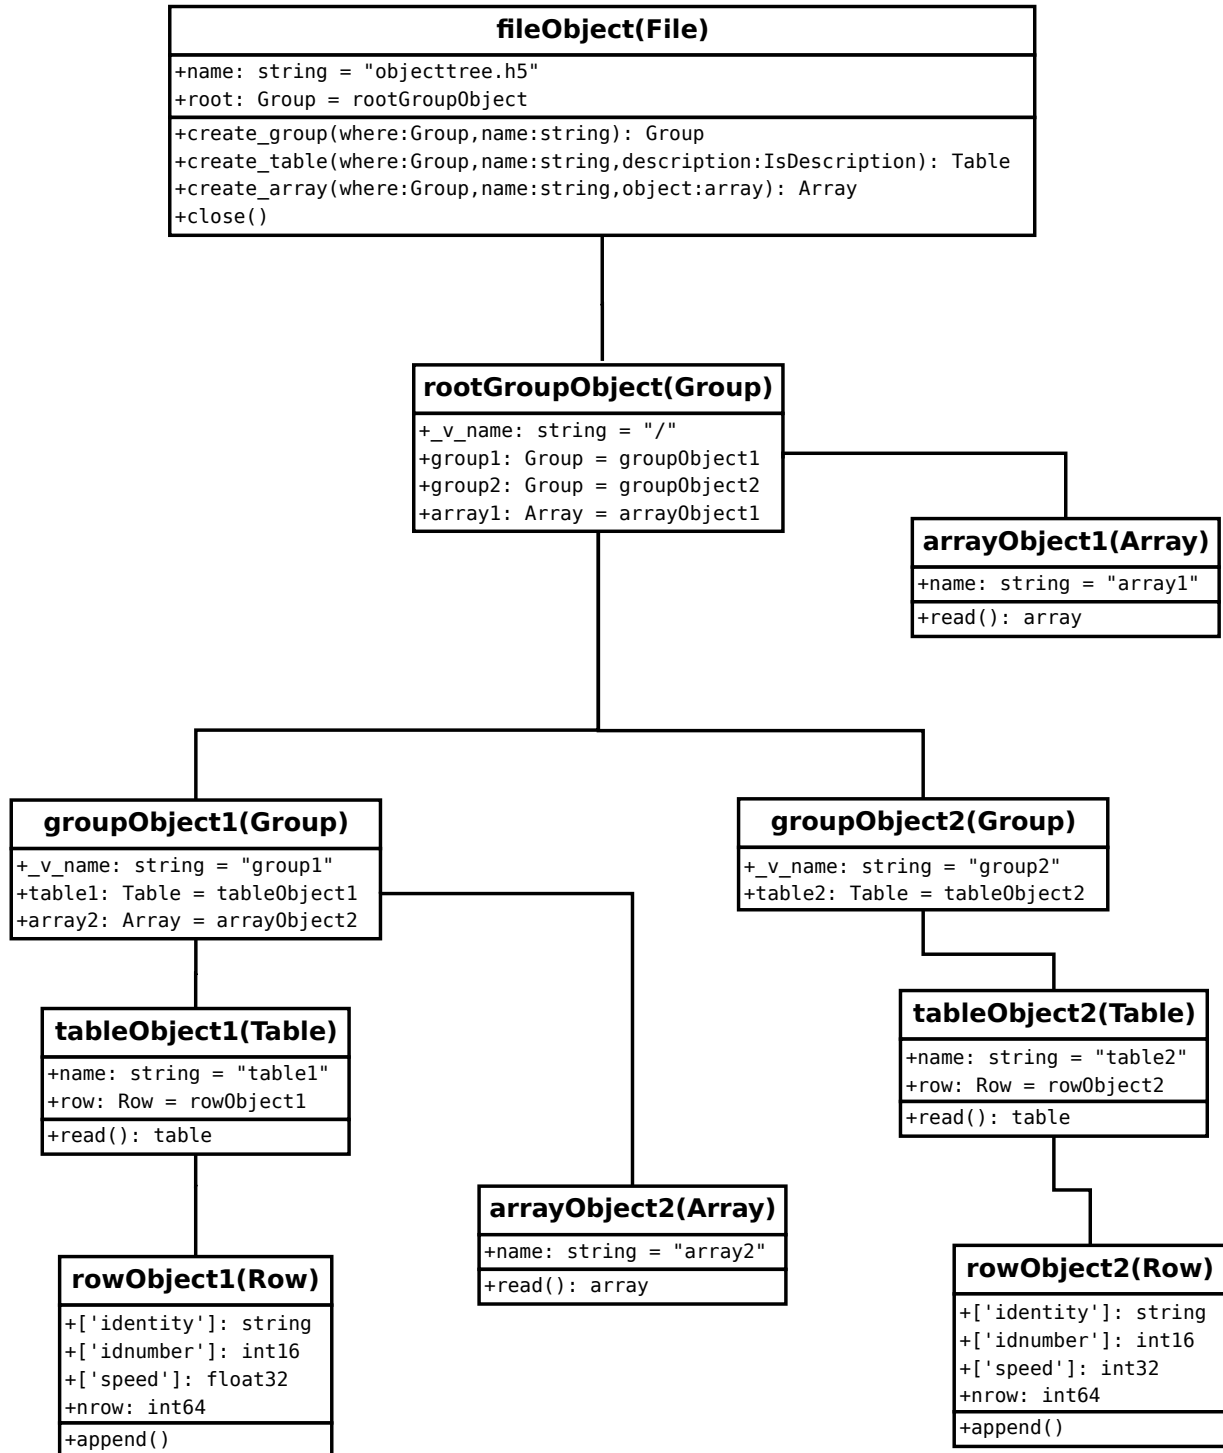 fileObject(File)
+name: string = "objecttree.h5"
+root: Group = rootGroupObject
+create_group(where:Group,name:string): Group
+create_table(where:Group,name:string,description:IsDescription): Table
+create_array(where:Group,name:string,object:array): Array
+close()
rootGroupObject(Group)
+_v_name: string = "/"
+group1: Group = groupObject1
+group2: Group = groupObject2
+array1: Array = arrayObject1
arrayObject1(Array)
+name: string = "array1"
+read(): array
groupObject1(Group)
+_v_name: string = "group1"
+table1: Table = tableObject1
+array2: Array = arrayObject2
groupObject2(Group)
+_v_name: string = "group2"
+table2: Table = tableObject2
tableObject1(Table)
+name: string = "table1"
+row: Row = rowObject1
+read(): table
tableObject2(Table)
+name: string = "table2"
+row: Row = rowObject2
+read(): table
arrayObject2(Array)
+name: string = "array2"
+read(): array
rowObject1(Row)
+['identity']: string
+['idnumber']: int16
+['speed']: float32
+nrow: int64
+append()
rowObject2(Row)
+['identity']: string
+['idnumber']: int16
+['speed']: int32
+nrow: int64
+append()